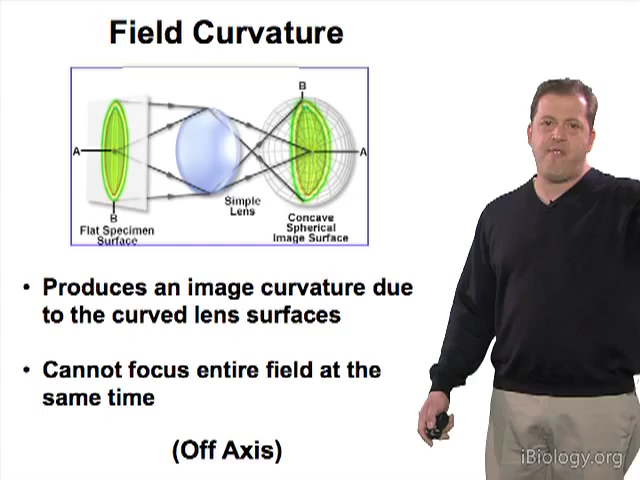 Field Curvature
B
A
A
B
Simple
Lens
Flat Specimen
Surface
Concave
Spherical
Image Surface
• Produces an image curvature due
to the curved lens surfaces
• Cannot focus entire field at the
same time
(Off Axis)
iBiology.org